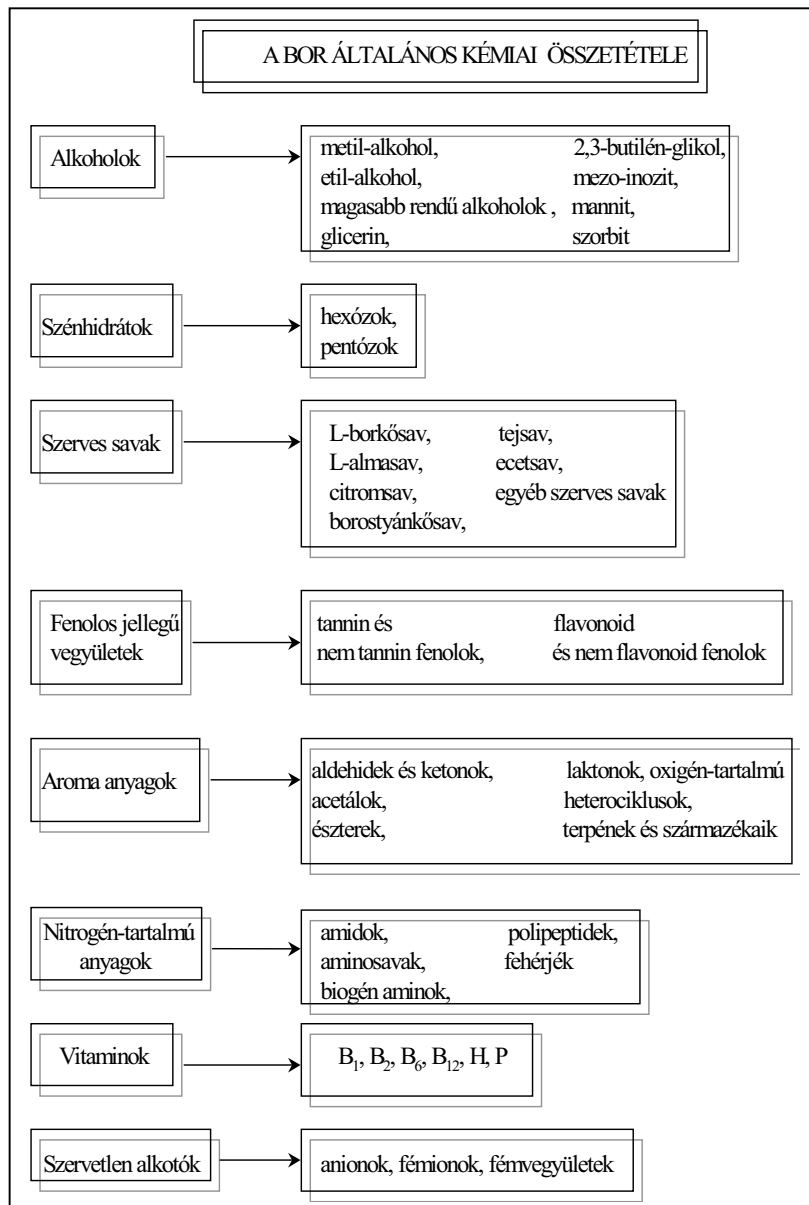 A BOR ÁLTALÁNOS KÉMIAI ÖSSZETÉTELE
Alkoholok
metil-alkohol, 2,3-butilén-glikol,
etil-alkohol, mezo-inozit,
magasabb rendű alkoholok , mannit,
glicerin, szorbit
Szénhidrátok
hexózok,
pentózok
Szerves savak
L-borkősav, tejsav,
L-almasav, ecetsav,
citromsav, egyéb szerves savak
borostyánkősav,
Fenolos jellegű
vegyületek
tannin és flavonoid
nem tannin fenolok, és nem flavonoid fenolok
Aroma anyagok
aldehidek és ketonok, laktonok, oxigén-tartalmú
acetálok, heterociklusok,
észterek, terpének és származékaik
Nitrogén-tartalmú
anyagok
amidok, polipeptidek,
aminosavak, fehérjék
biogén aminok,
Vitaminok
B₁, B₂, B₆, B₁₂, H, P
Szervetlen alkotók
anionok, fémionok, fémvegyületek